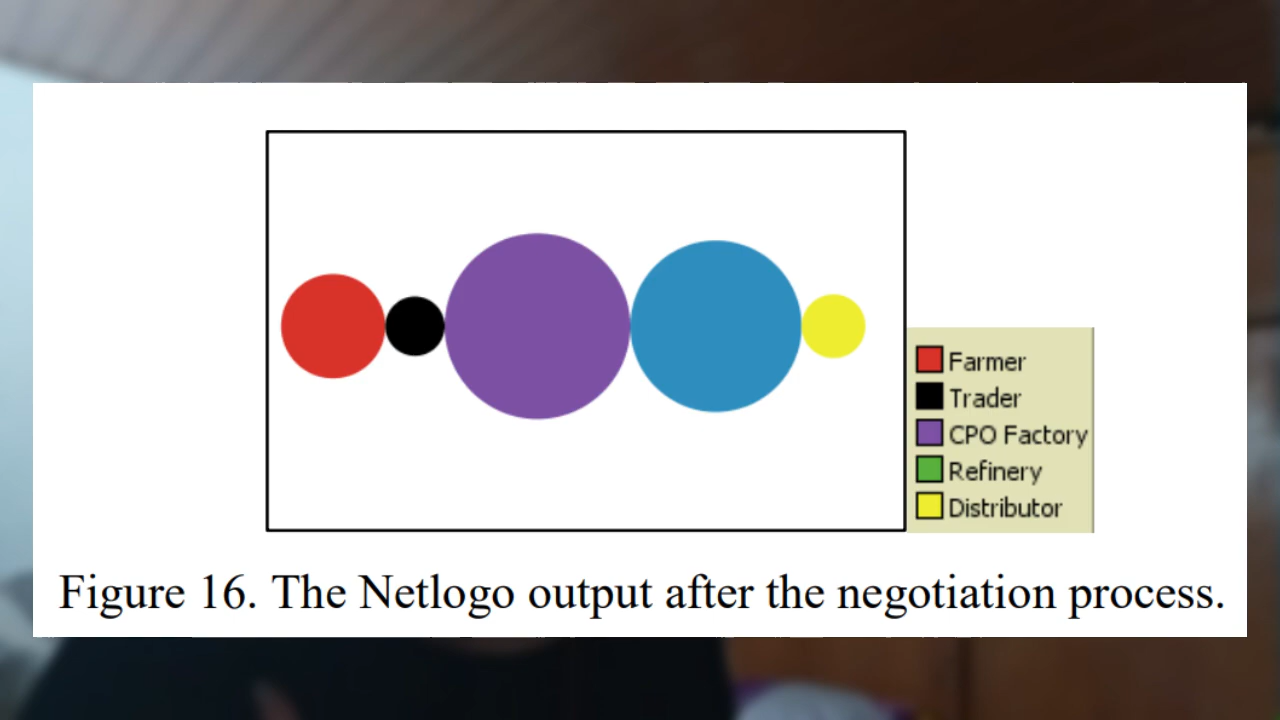 Farmer
Trader
CPO Factory
Refinery
Distributor
Figure 16. The Netlogo output after the negotiation process.